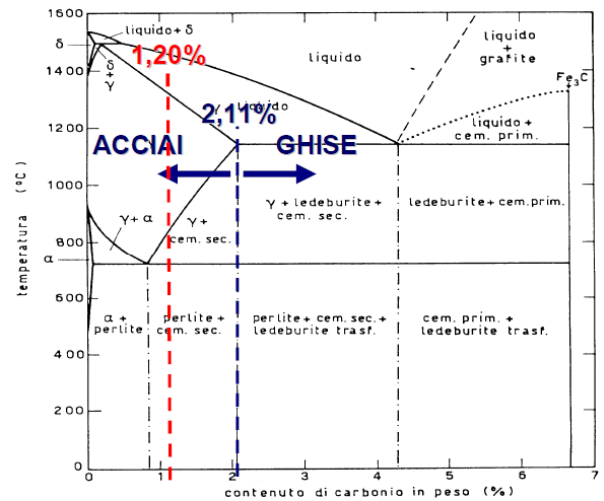 liquido + δ
δ
1600
1,20%
liquido
liquido
+
grafite
Fe₃C
δ
+
γ
1400
liquido
2,11%
liquido +
cem. prim.
1200
ACCIAI
GHISE
temperatura (°C)
1000
γ + α
γ +
cem. sec.
γ + ledeburite +
cem. sec.
ledeburite + cem.prim.
800
α
600
α +
perlite
perlite +
cem. sec.
perlite + cem. sec. +
ledeburite trasf.
cem. prim. +
ledeburite trasf.
400
200
0
0
1
2
3
4
5
6
7
contenuto di carbonio in peso (%)